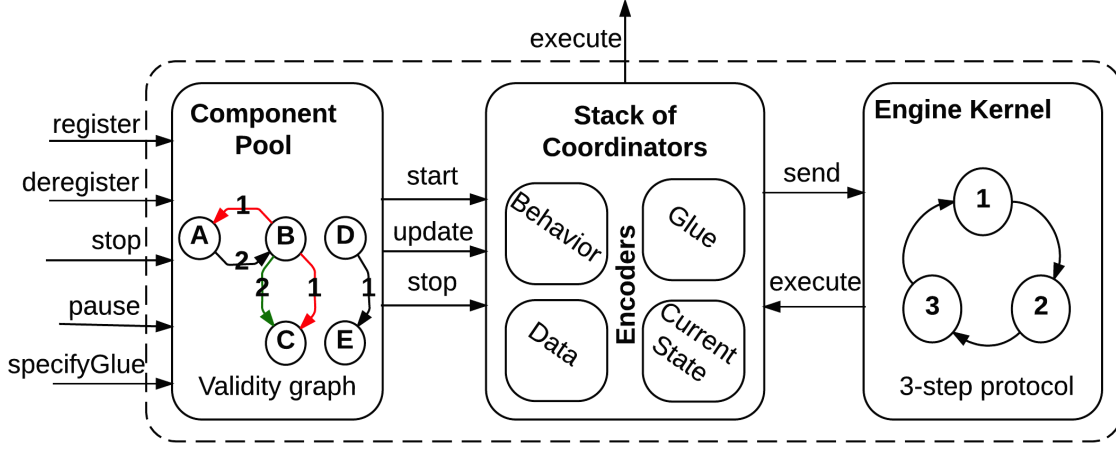 execute
register
deregister
stop
pause
specifyGlue
Component
Pool
1
A
B
D
2
2
1
1
C
E
Validity graph
start
update
stop
Stack of
Coordinators
Behavior
Glue
Encoders
Data
Current
State
send
execute
Engine Kernel
1
3
2
3-step protocol